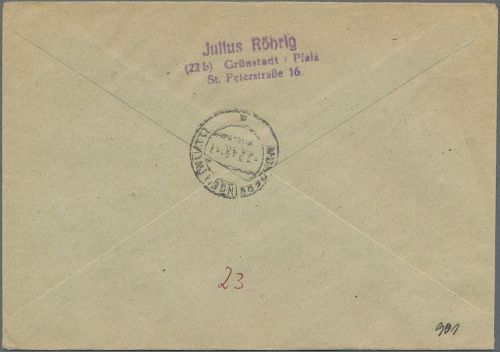 Julius Röhrig
(22b) Grünstadt / Pfalz
St. Peterstraße 16
23
901